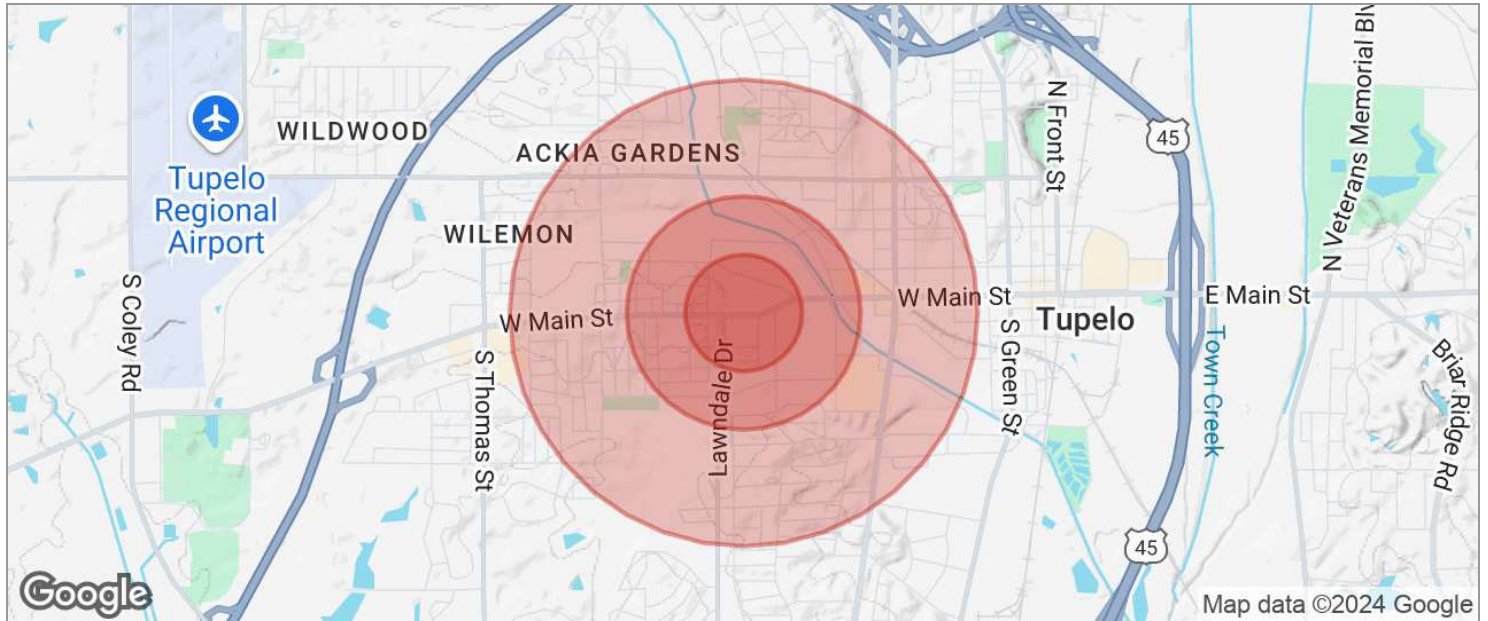 N Veterans Memorial Blv
N Front St
45
WILDWOOD
ACKIA GARDENS
Tupelo
Regional
Airport
WILEMON
S Coley Rd
W Main St
E Main St
W Main St
Tupelo
S Thomas St
Lawndale Dr
S Green St
Town Creek
Briar Ridge Rd
45
Google
Map data ©2024 Google